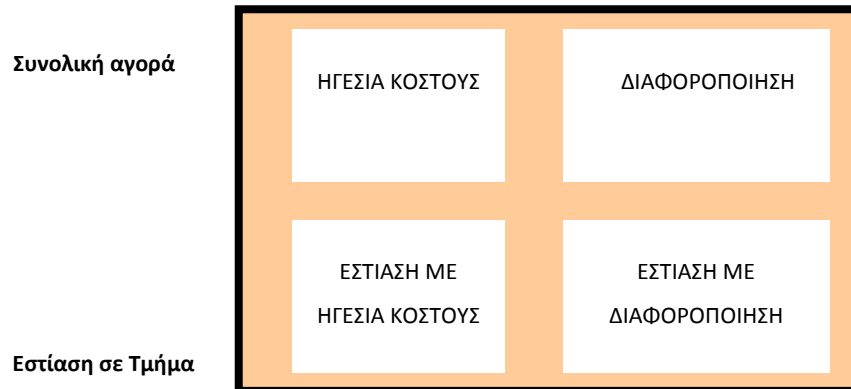 Συνολική αγορά
ΗΓΕΣΙΑ ΚΟΣΤΟΥΣ
ΔΙΑΦΟΡΟΠΟΙΗΣΗ
ΕΣΤΙΑΣΗ ΜΕ
ΗΓΕΣΙΑ ΚΟΣΤΟΥΣ
ΕΣΤΙΑΣΗ ΜΕ
ΔΙΑΦΟΡΟΠΟΙΗΣΗ
Εστίαση σε Τμήμα